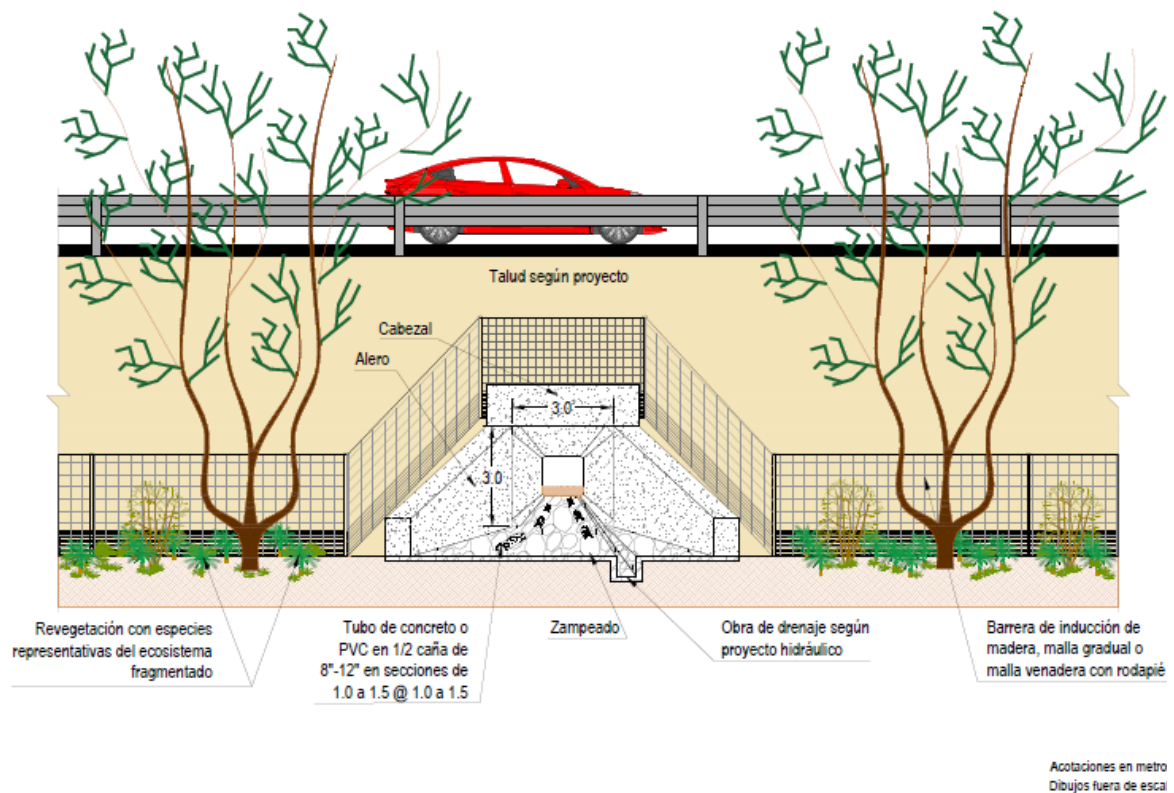 Talud según proyecto
Cabezal
Alero
3.0
3.0
Revegetación con especies
representativas del ecosistema
fragmentado
Tubo de concreto o
PVC en 1/2 caña de
8"-12" en secciones de
1.0 a 1.5 @ 1.0 a 1.5
Zampeado
Obra de drenaje según
proyecto hidráulico
Barrera de inducción de
madera, malla gradual o
malla venadera con rodapié
Acotaciones en metro
Dibujos fuera de escal